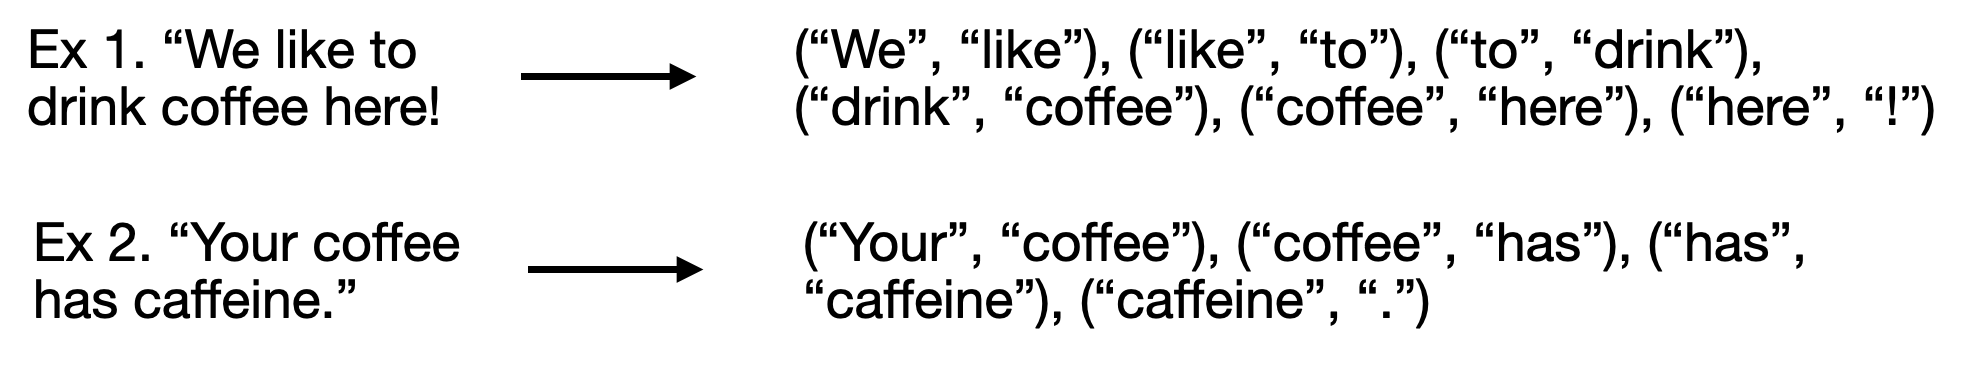 Ex 1. “We like to
drink coffee here!
(“We”, “like”), (“like”, “to”), (“to”, “drink”),
(“drink”, “coffee”), (“coffee”, “here”), (“here”, “!”)
Ex 2. “Your coffee
has caffeine.”
(“Your”, “coffee”), (“coffee”, “has”), (“has”,
“caffeine”), (“caffeine”, “.”)